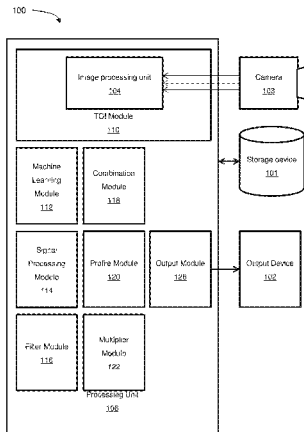 100
Image processing unit
104
TDI Module
110
Camera
103
Storage device
101
Machine
Learning
Module
112
Combination
Module
118
Signal
Processing
Module
114
Profile Module
120
Output Module
128
Output Device
102
Filter Module
116
Multiplier
Module
122
Processing Unit
106